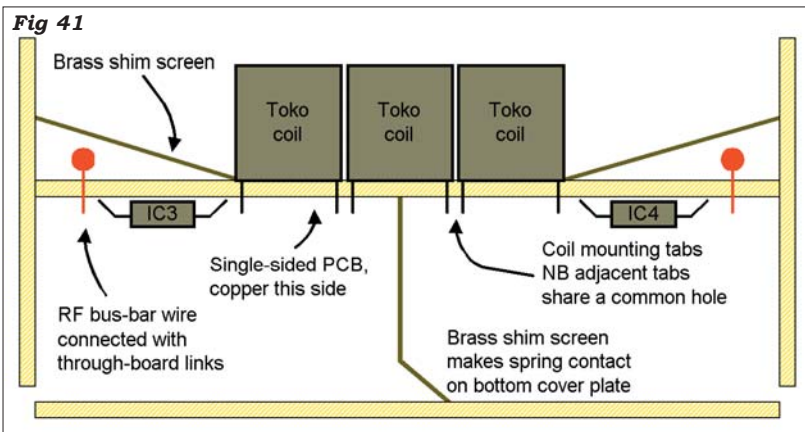 Fig 41
Brass shim screen
Toko
coil
Toko
coil
Toko
coil
IC3
IC4
Single-sided PCB,
copper this side
Coil mounting tabs
NB adjacent tabs
share a common hole
RF bus-bar wire
connected with
through-board links
Brass shim screen
makes spring contact
on bottom cover plate